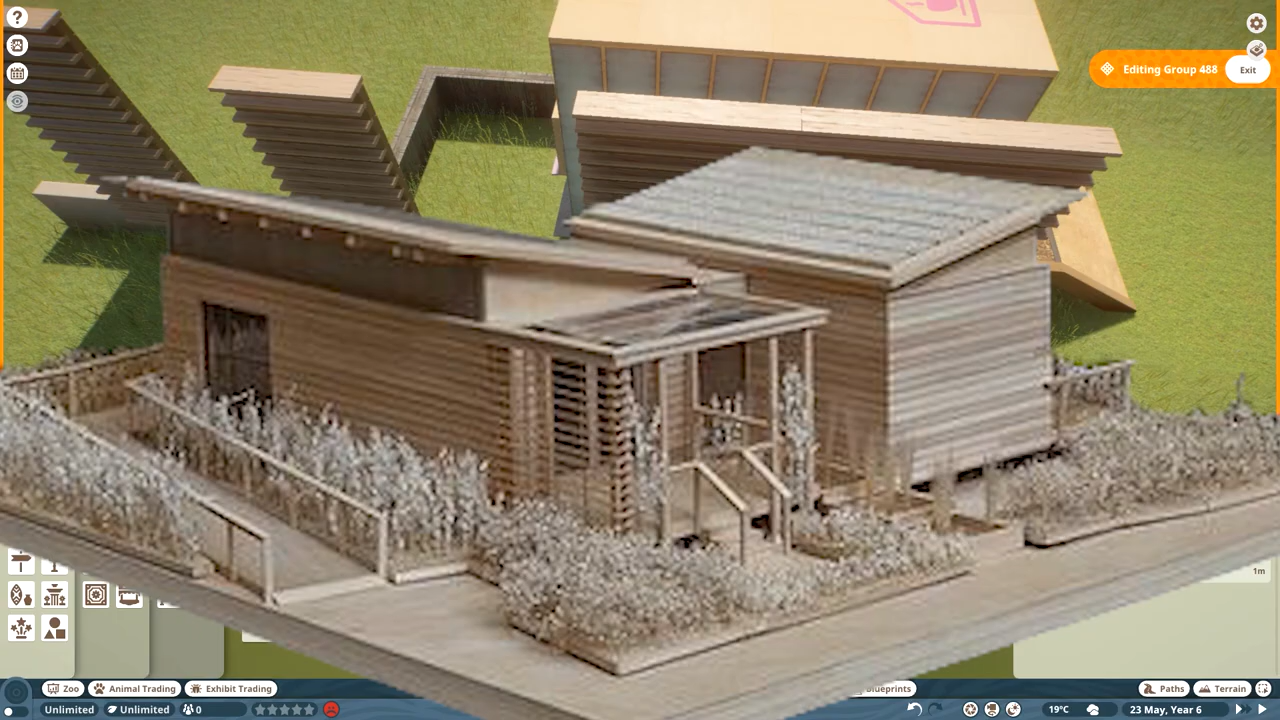 ?
Editing Group 488
Exit
1m
Zoo
Animal Trading
Exhibit Trading
Blueprints
Paths
Terrain
Unlimited
Unlimited
0
19°C
23 May, Year 6